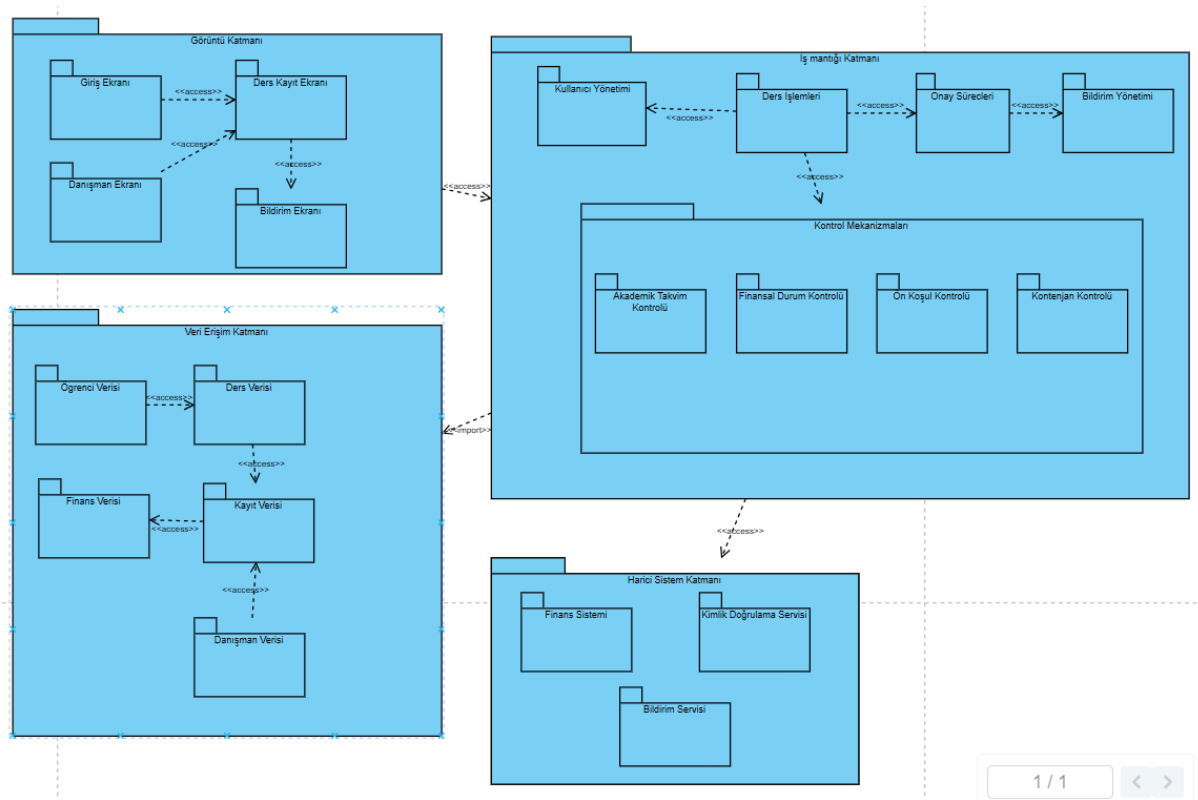 Görüntü Katmanı
Giriş Ekranı
<<access>>
Ders Kayıt Ekranı
<<access>>
<<access>>
Danışman Ekranı
Bildirim Ekranı
<<access>>
İş mantığı Katmanı
Kullanıcı Yönetimi
<<access>>
Ders İşlemleri
<<access>>
Onay Süreçleri
<<access>>
Bildirim Yönetimi
<<access>>
Kontrol Mekanizmaları
Akademik Takvim
Kontrolü
Finansal Durum Kontrolü
Ön Koşul Kontrolü
Kontenjan Kontrolü
Veri Erişim Katmanı
Öğrenci Verisi
<<access>>
Ders Verisi
<<access>>
Finans Verisi
<<access>>
Kayıt Verisi
<<access>>
Danışman Verisi
<<import>>
<<access>>
Harici Sistem Katmanı
Finans Sistemi
Kimlik Doğrulama Servisi
Bildirim Servisi
1 / 1